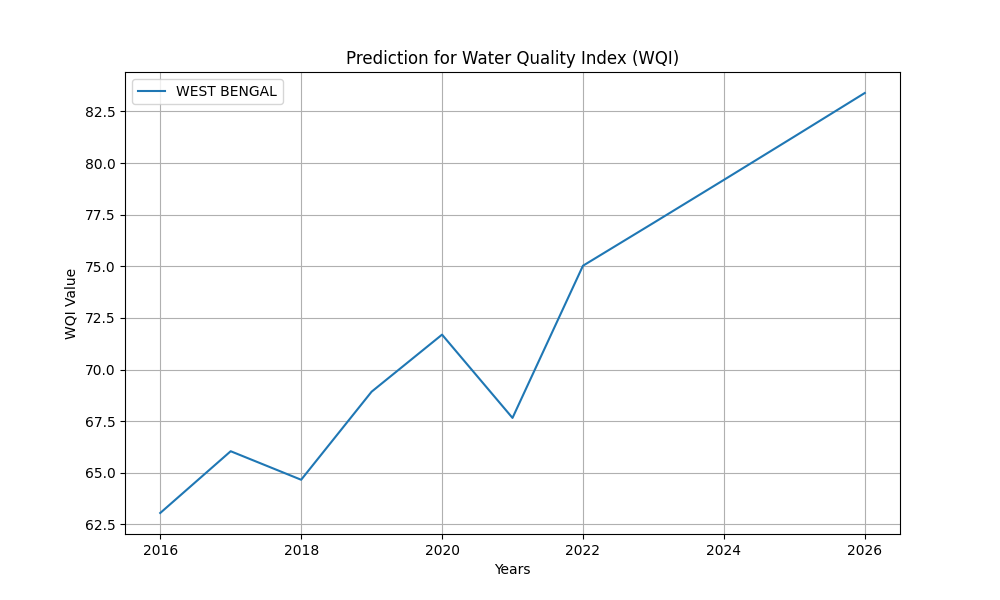 Prediction for Water Quality Index (WQI)
WEST BENGAL
82.5
80.0
77.5
75.0
72.5
70.0
67.5
65.0
62.5
WQI Value
2016 2018 2020 2022 2024 2026
Years